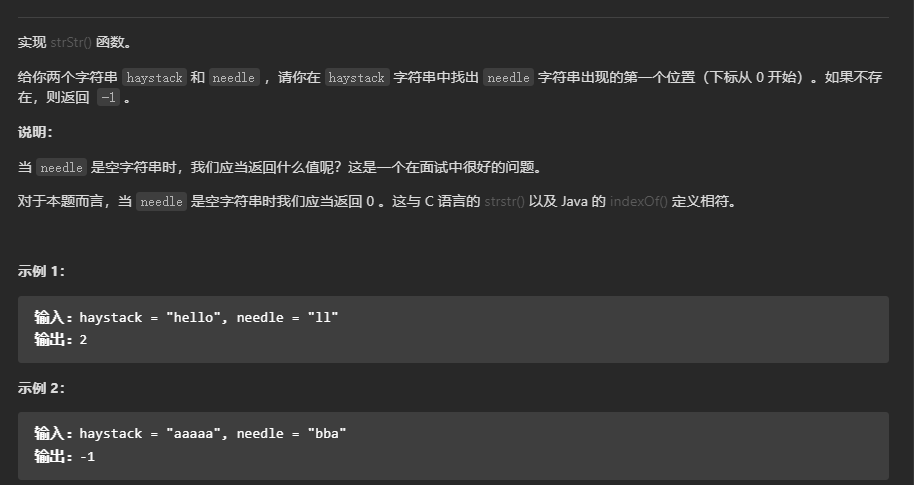 实现 strStr() 函数。
给你两个字符串 haystack 和 needle ，请你在 haystack 字符串中找出 needle 字符串出现的第一个位置（下标从 0 开始）。如果不存
在，则返回 -1 。
说明：
当 needle 是空字符串时，我们应当返回什么值呢？这是一个在面试中很好的问题。
对于本题而言，当 needle 是空字符串时我们应当返回 0 。这与 C 语言的 strstr() 以及 Java 的 indexOf() 定义相符。
示例 1：
输入：haystack = "hello", needle = "ll"
输出：2
示例 2：
输入：haystack = "aaaaa", needle = "bba"
输出：-1